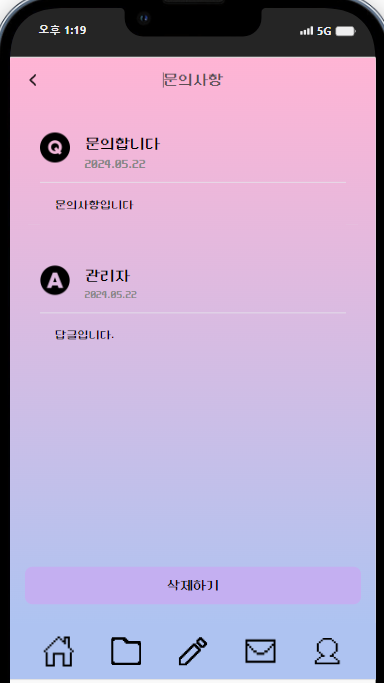 오후 1:19
5G
문의사항
Q
문의합니다
2024.05.22
문의사항입니다
A
관리자
2024.05.22
답글입니다.
삭제하기